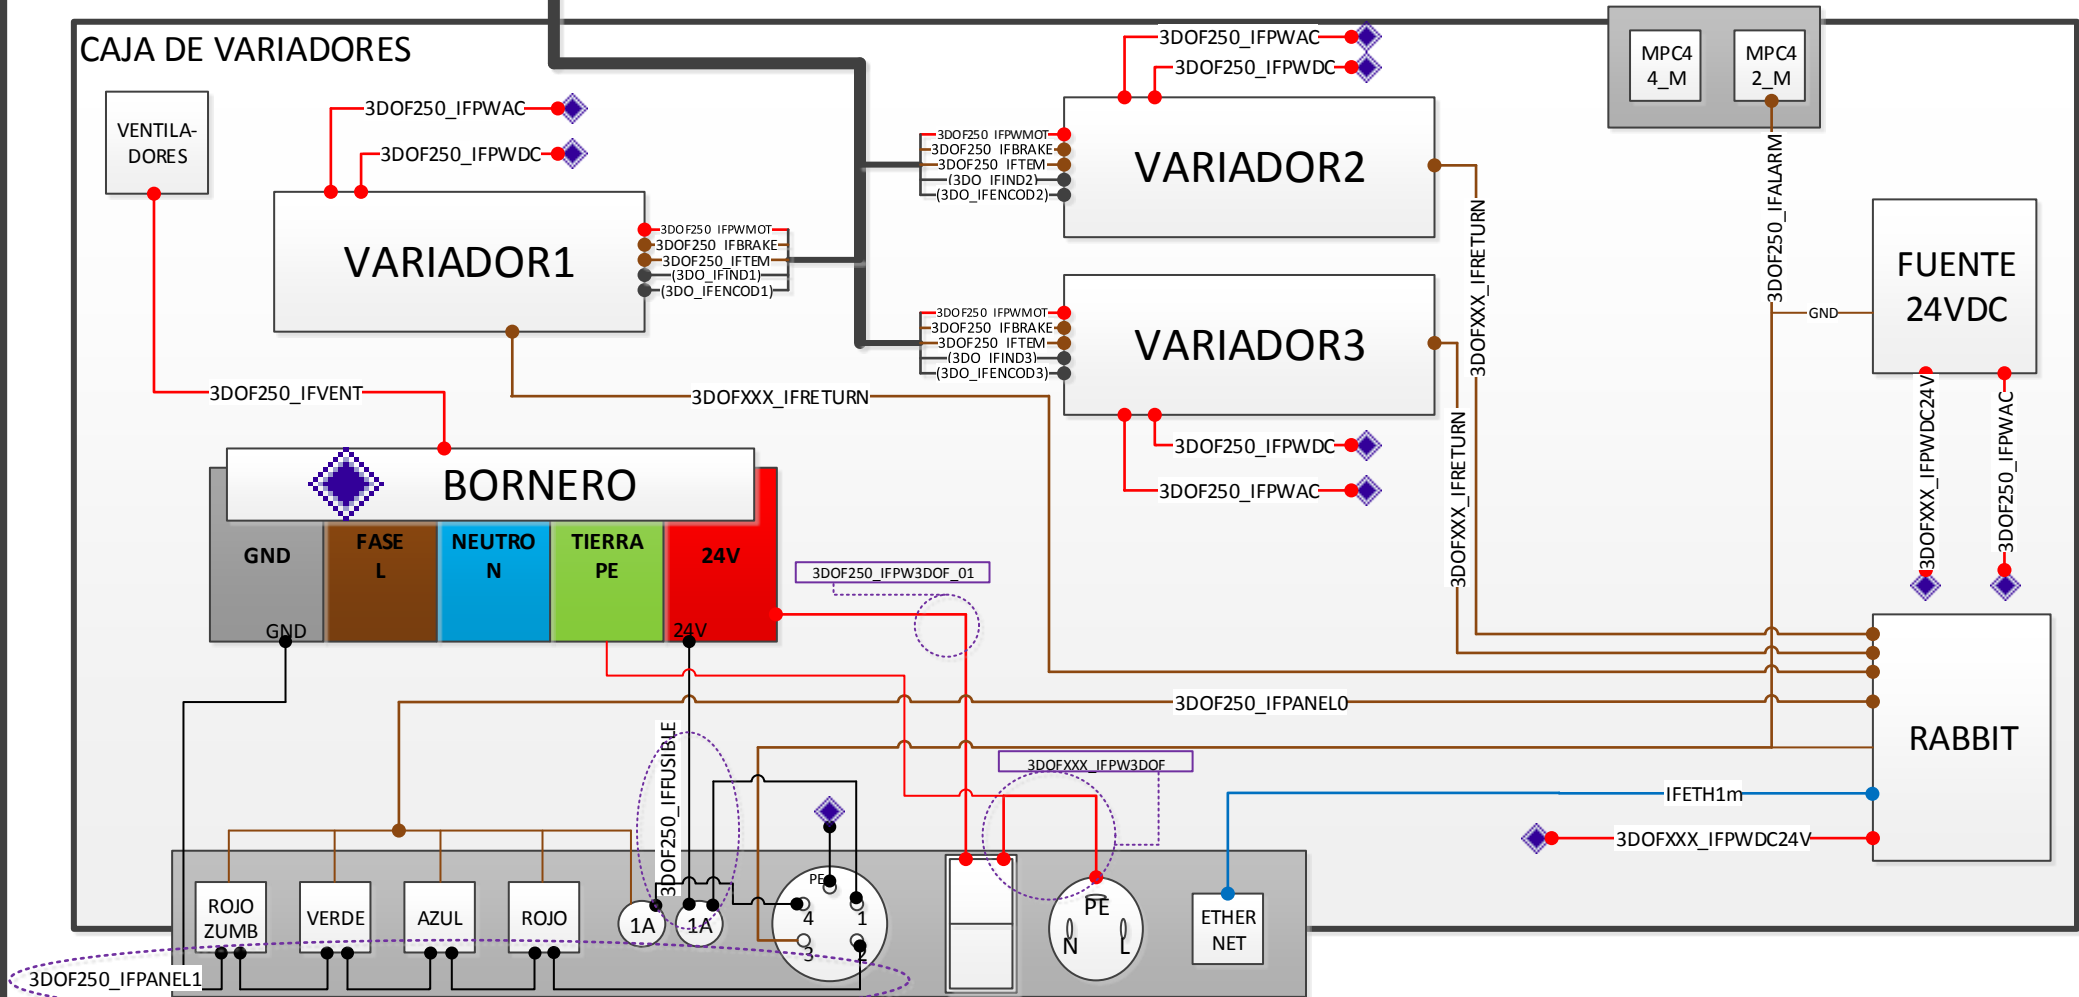 CAJA DE VARIADORES
3DOF250_IFPWAC
3DOF250_IFPWDC
MPC4
4_M
MPC4
2_M
VENTILA-
DORES
3DOF250_IFPWAC
3DOF250_IFPWDC
VARIADOR1
3DOF250_IFPWMOT
3DOF250_IFBRAKE
3DOF250_IFTEM
(3DO_IFIND1)
(3DO_IFENCOD1)
3DOF250_IFPWMOT
3DOF250_IFBRAKE
3DOF250_IFTEM
(3DO_IFIND2)
(3DO_IFENCOD2)
VARIADOR2
3DOFXXX_IFRETURN
3DOF250_IFALARM
FUENTE
24VDC
GND
3DOF250_IFPWMOT
3DOF250_IFBRAKE
3DOF250_IFTEM
(3DO_IFIND3)
(3DO_IFENCOD3)
VARIADOR3
3DOFXXX_IFRETURN
3DOF250_IFVENT
3DOFXXX_IFRETURN
3DOF250_IFPWDC
3DOF250_IFPWAC
3DOFXXX_IFPWDC24V
3DOF250_IFPWAC
BORNERO
GND
FASE
L
NEUTRO
N
TIERRA
PE
24V
GND
24V
3DOF250_IFPW3DOF_01
3DOF250_IFPANEL0
RABBIT
3DOF250_IFFUSIBLE
3DOFXXX_IFPW3DOF
IFETH1m
3DOFXXX_IFPWDC24V
ROJO
ZUMB
VERDE
AZUL
ROJO
1A
1A
PE
4
1
3
2
PE
N
L
ETHER
NET
3DOF250_IFPANEL1